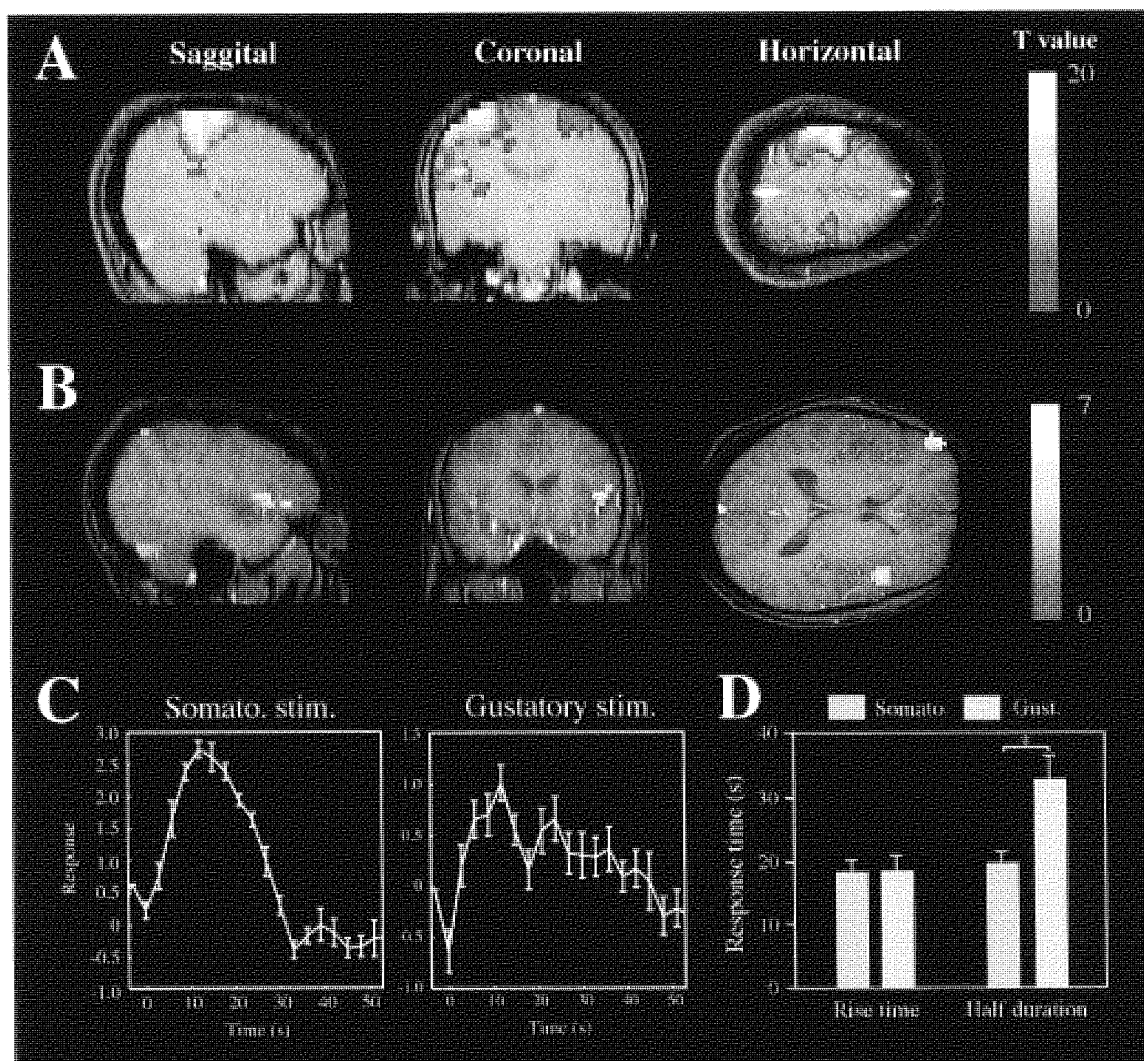 A
Saggital
Coronal
Horizontal
T value
20
0
B
7
0
C
Somato. stim.
Gustatory stim.
3.0
2.5
2.0
1.5
1.0
0.5
0
-0.5
-1.0
Response
0
10
20
30
40
50
Time (s)
1.5
1.0
0.5
0
-0.5
-1.0
0
10
20
30
40
50
Time (s)
D
Somato.
Gust.
40
30
20
10
0
Response time (s)
*
Rise time
Half duration